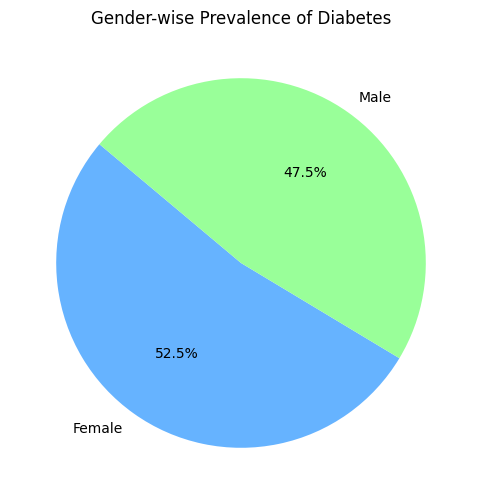 Gender-wise Prevalence of Diabetes
Male
47.5%
52.5%
Female